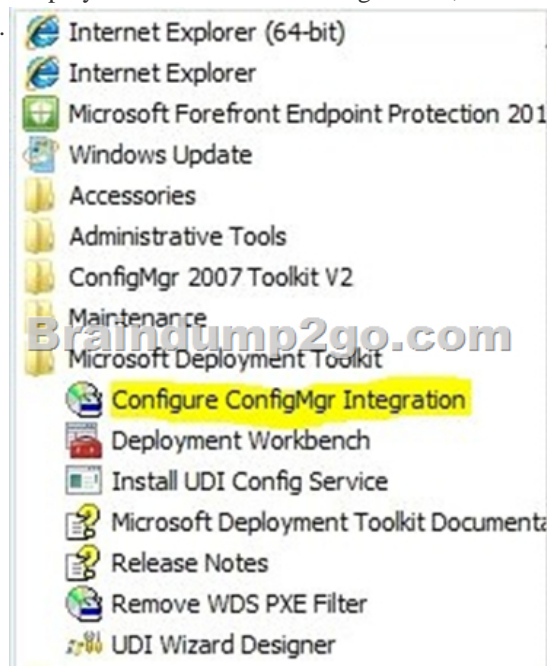 Internet Explorer (64-bit)
Internet Explorer
Microsoft Forefront Endpoint Protection 201
Windows Update
Accessories
Administrative Tools
ConfigMgr 2007 Toolkit V2
Maintenance
Braindump2go.com
Microsoft Deployment Toolkit
Configure ConfigMgr Integration
Deployment Workbench
Install UDI Config Service
Microsoft Deployment Toolkit Documenta
Release Notes
Remove WDS PXE Filter
UDI Wizard Designer